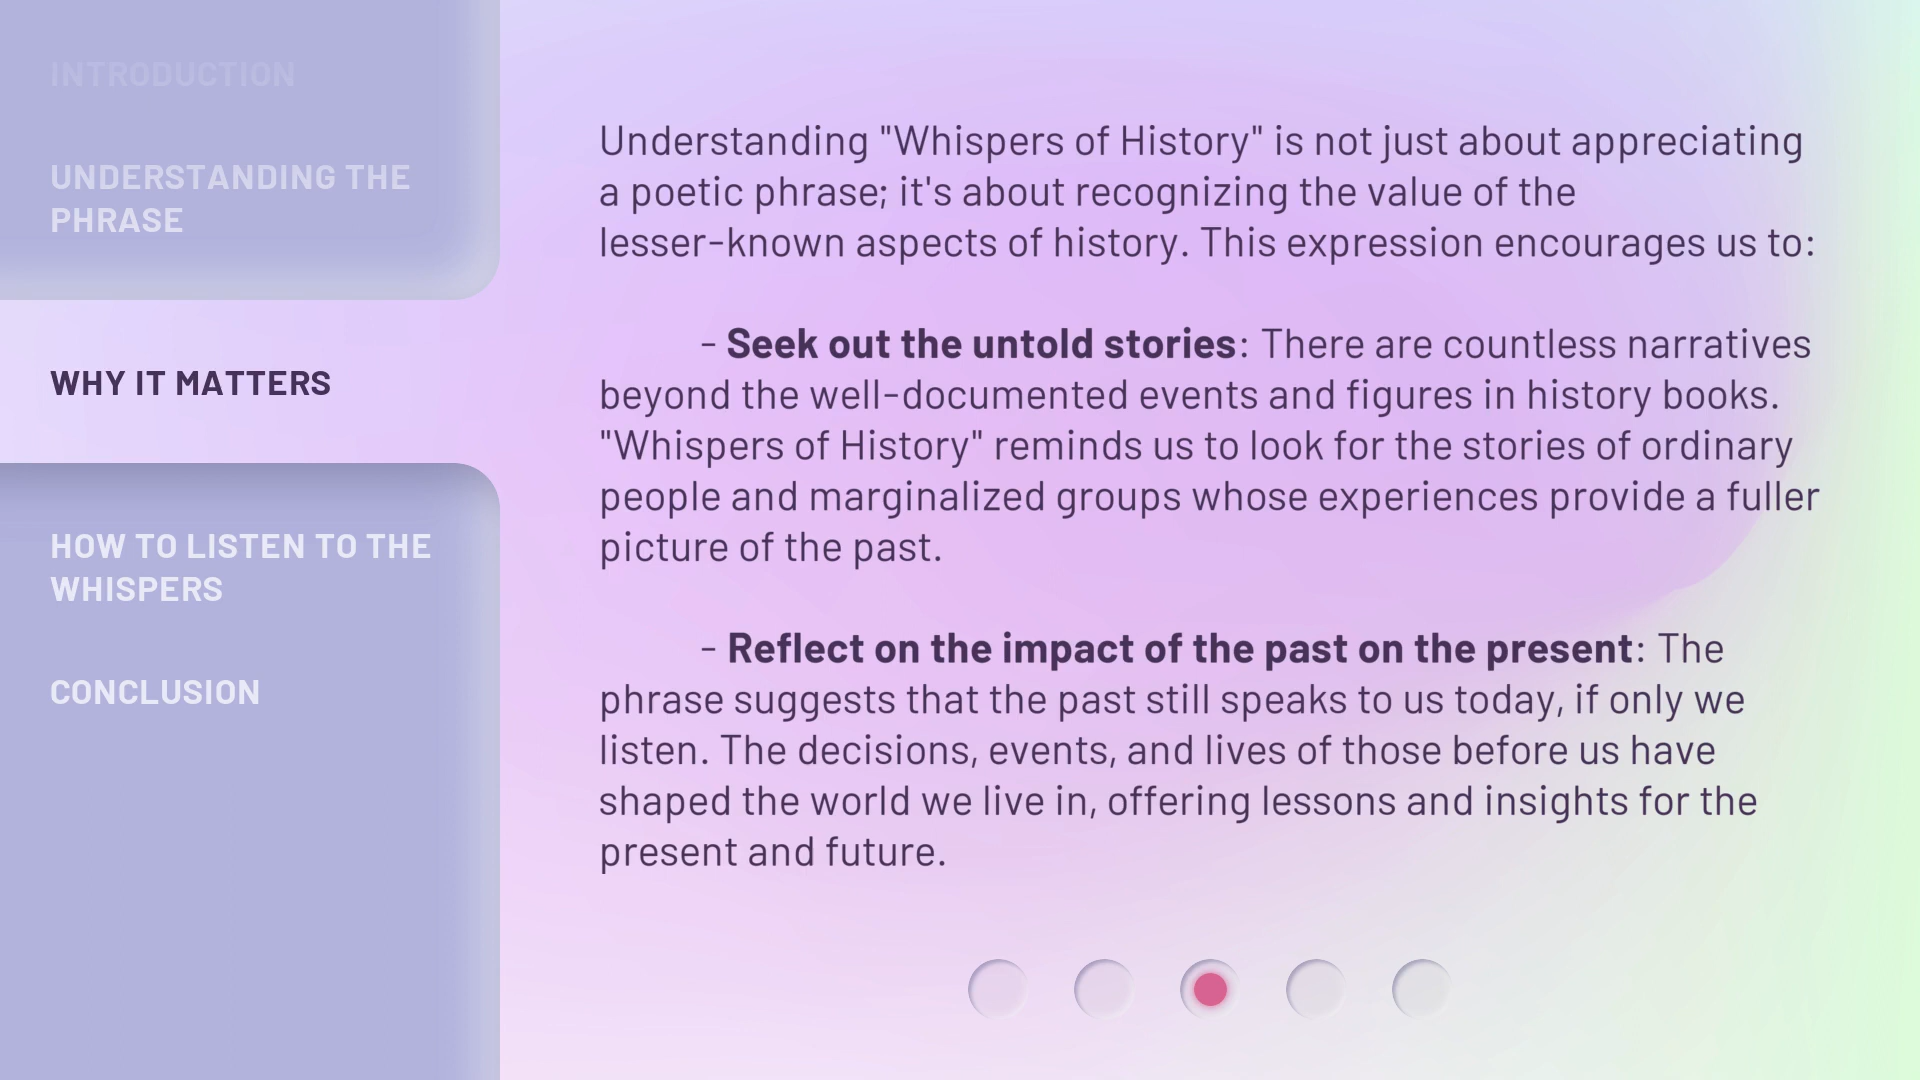 INTRODUCTION
UNDERSTANDING THE
PHRASE
WHY IT MATTERS
HOW TO LISTEN TO THE
WHISPERS
CONCLUSION
Understanding "Whispers of History" is not just about appreciating
a poetic phrase; it's about recognizing the value of the
lesser-known aspects of history. This expression encourages us to:
- Seek out the untold stories: There are countless narratives
beyond the well-documented events and figures in history books.
"Whispers of History" reminds us to look for the stories of ordinary
people and marginalized groups whose experiences provide a fuller
picture of the past.
- Reflect on the impact of the past on the present: The
phrase suggests that the past still speaks to us today, if only we
listen. The decisions, events, and lives of those before us have
shaped the world we live in, offering lessons and insights for the
present and future.